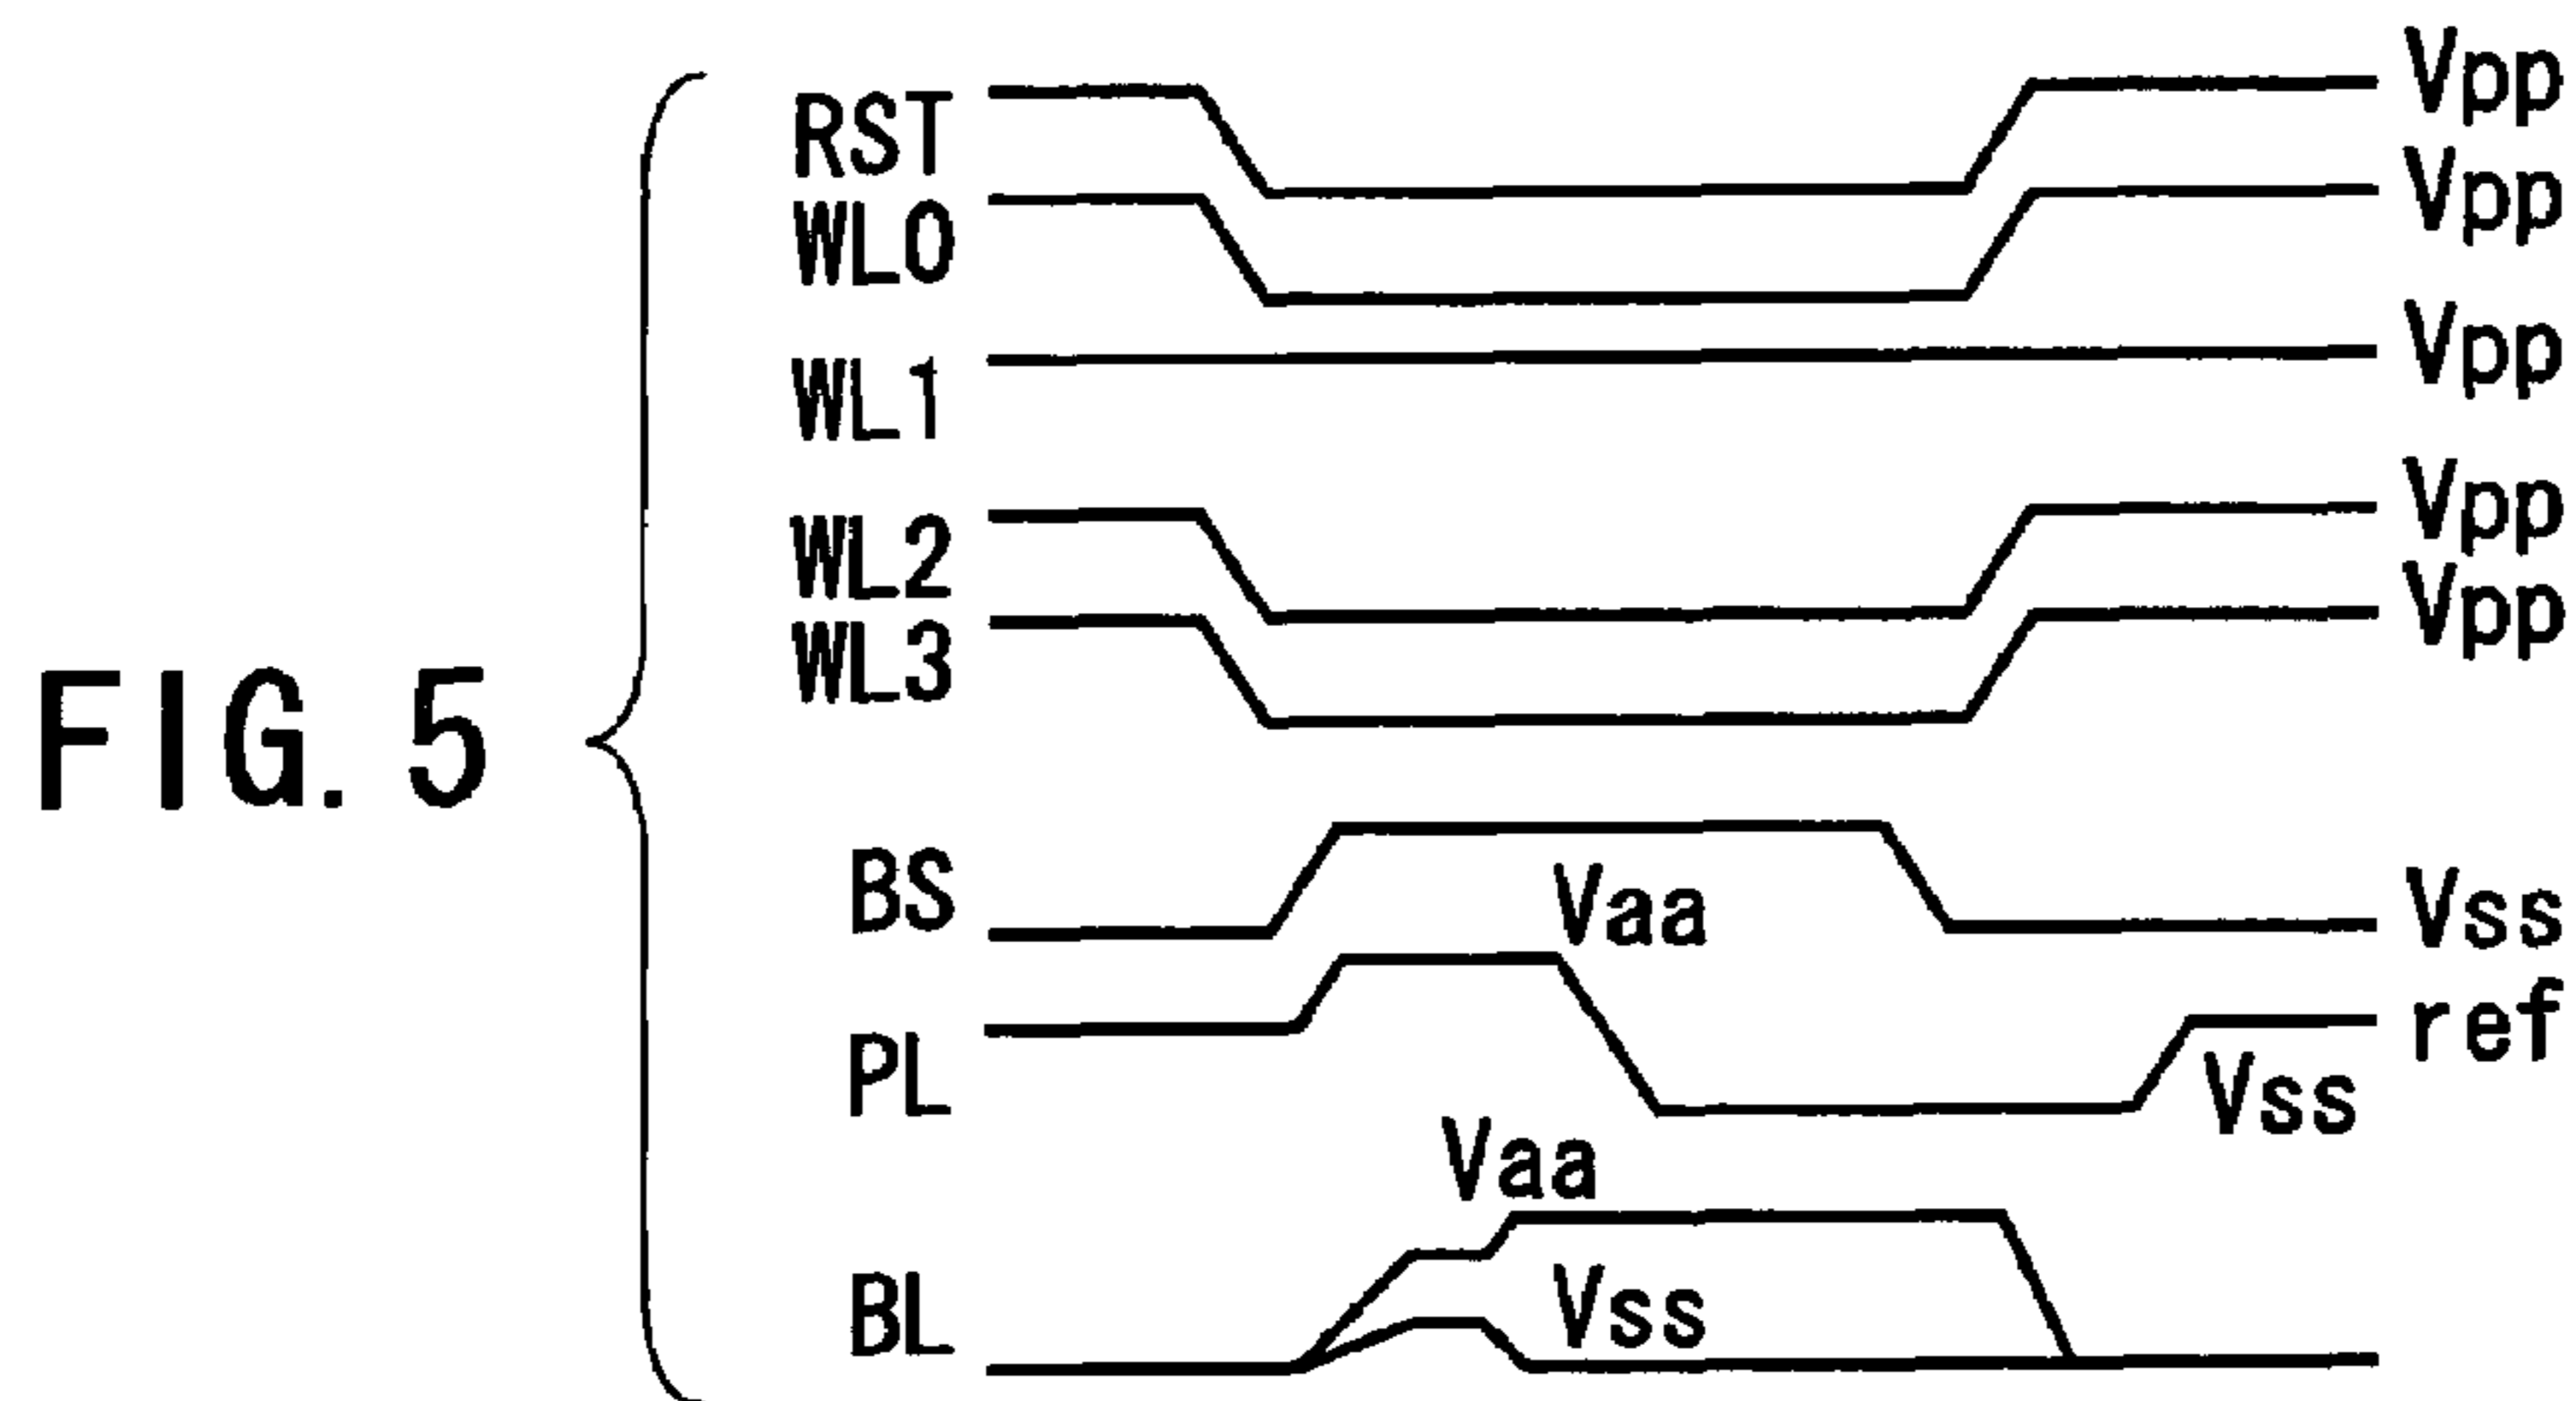 FIG. 5
RST Vpp
WL0 Vpp
WL1 Vpp
WL2 Vpp
WL3 Vpp
BS Vaa Vss
PL ref
Vss
Vaa
BL Vss